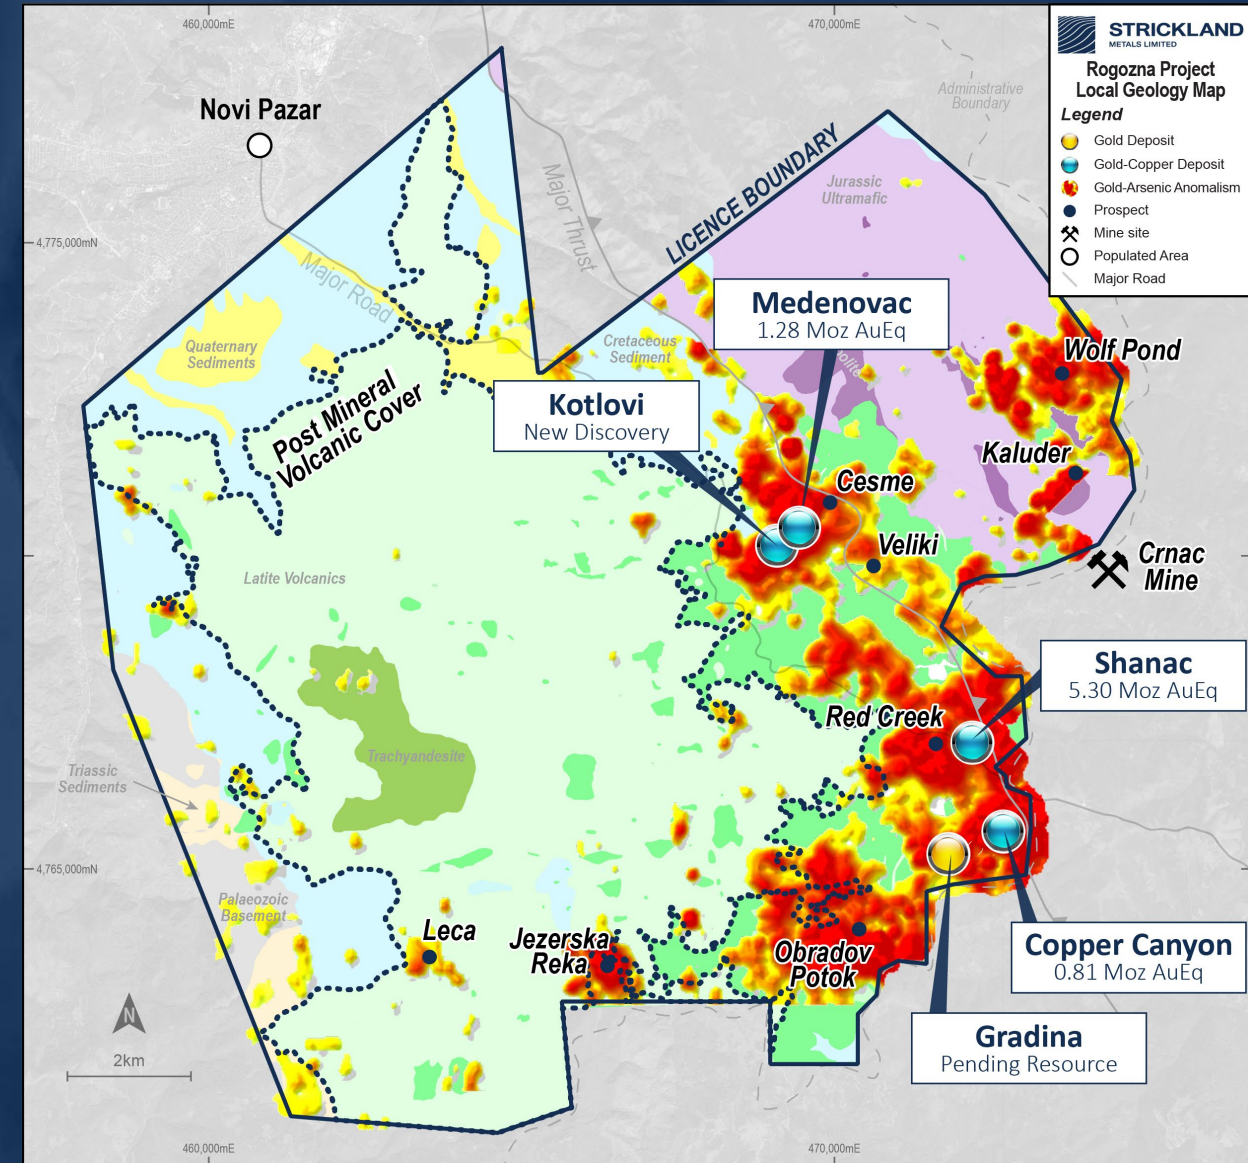 460,000mE
470,000mE
STRICKLAND
METALS LIMITED
Rogozna Project
Local Geology Map
Legend
Gold Deposit
Gold-Copper Deposit
Gold-Arsenic Anomalism
Prospect
Mine site
Populated Area
Major Road
Administrative
Boundary
Novi Pazar
4,775,000mN
Major Thrust
Major Road
LICENCE BOUNDARY
Jurassic
Ultramafic
Quaternary
Sediments
Cretaceous
Sediment
Medenovac
1.28 Moz AuEq
Wolf Pond
Post Mineral
Volcanic Cover
Kotlovi
New Discovery
Kaluder
Cesme
Veliki
Crnac
Mine
Latite Volcanics
Shanac
5.30 Moz AuEq
Red Creek
Trachyandesite
Triassic
Sediments
4,765,000mN
Palaeozoic
Basement
Leca
Jezerska
Reka
Obradov
Potok
Copper Canyon
0.81 Moz AuEq
Gradina
Pending Resource
N
2km
460,000mE
470,000mE